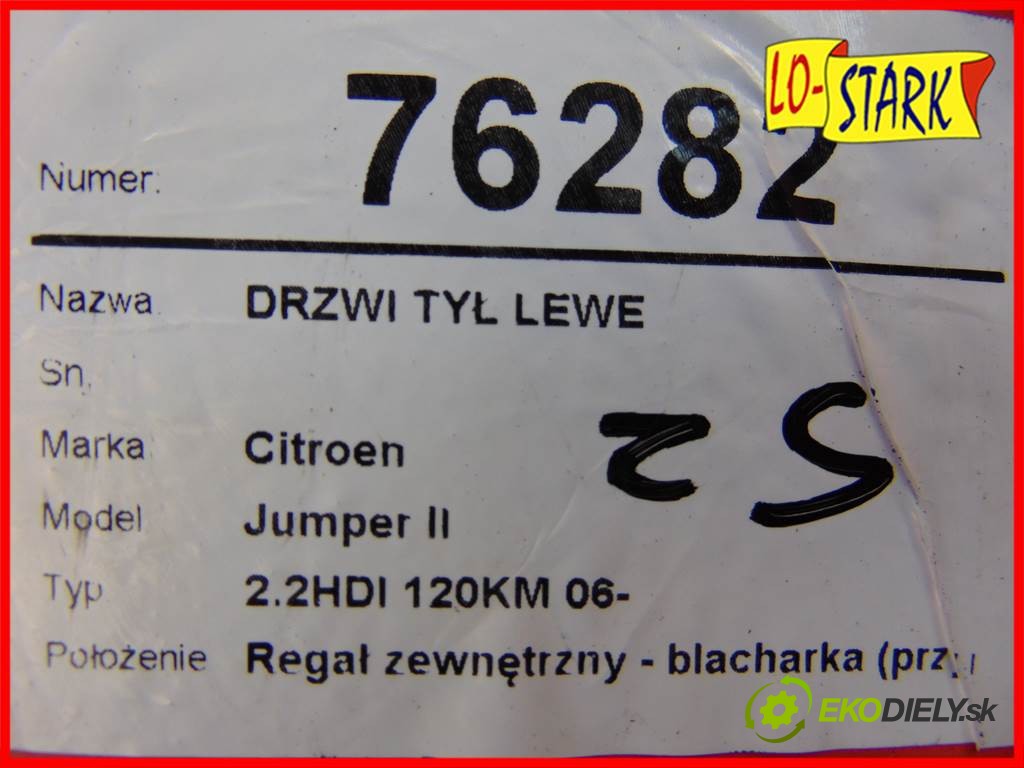 LO-STARK
Numer. 76282
Nazwa DRZWI TYŁ LEWE
Sn.
Marka Citroen
Model Jumper II
Typ 2.2HDI 120KM 06-
Położenie Regał zewnętrzny - blacharka (prz
EKODIELY.sk